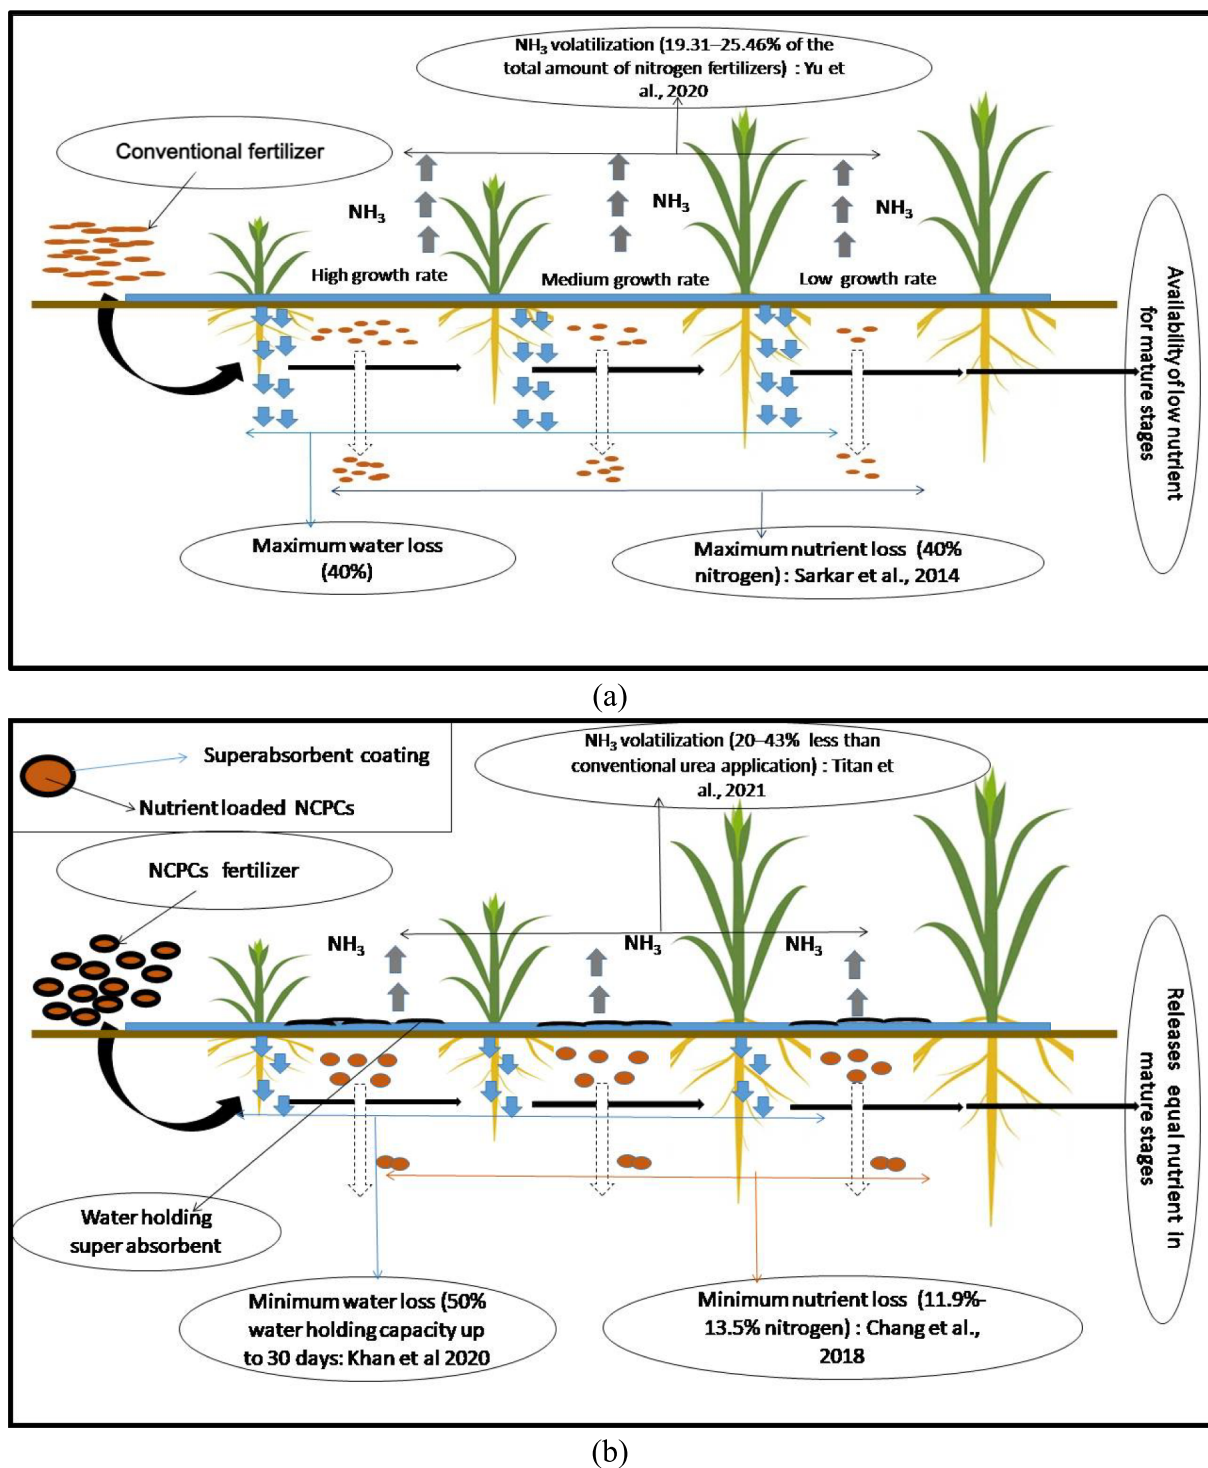 NH₃ volatilization (19.31–25.46% of the
total amount of nitrogen fertilizers) : Yu et
al., 2020
Conventional fertilizer
NH₃
NH₃
NH₃
High growth rate
Medium growth rate
Low growth rate
Availability of low nutrient
for mature stages
Maximum water loss
(40%)
Maximum nutrient loss (40%
nitrogen) : Sarkar et al., 2014
(a)
Superabsorbent coating
Nutrient loaded NCPCs
NH₃ volatilization (20–43% less than
conventional urea application) : Titan et
al., 2021
NCPCs fertilizer
NH₃
NH₃
NH₃
Releases equal nutrient in
mature stages
Water holding
super absorbent
Minimum water loss (50%
water holding capacity up
to 30 days: Khan et al 2020
Minimum nutrient loss (11.9%-
13.5% nitrogen) : Chang et al.,
2018
(b)